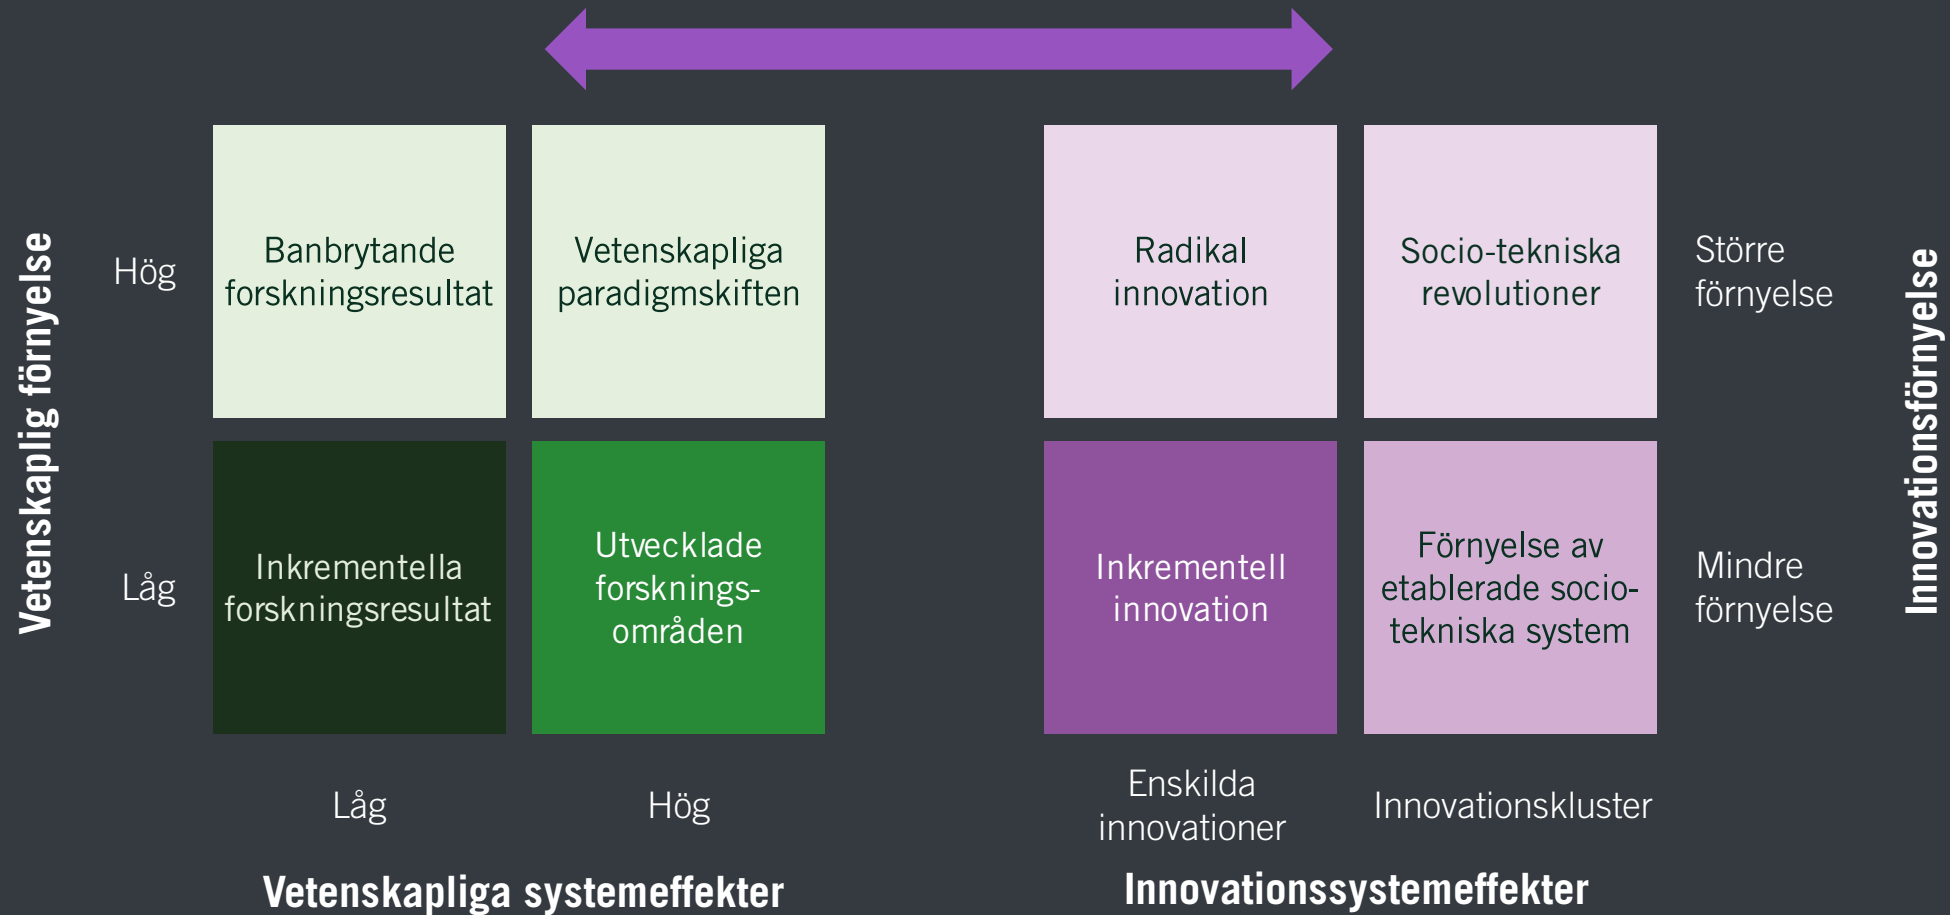 Vetenskaplig förnyelse
Hög
Banbrytande
forskningsresultat
Vetenskapliga
paradigmskiften
Radikal
innovation
Socio-tekniska
revolutioner
Större
förnyelse
Innovationsförnyelse
Låg
Inkrementella
forskningsresultat
Utvecklade
forsknings-
områden
Inkrementell
innovation
Förnyelse av
etablerade socio-
tekniska system
Mindre
förnyelse
Låg
Hög
Enskilda
innovationer
Innovationskluster
Vetenskapliga systemeffekter
Innovationssystemeffekter